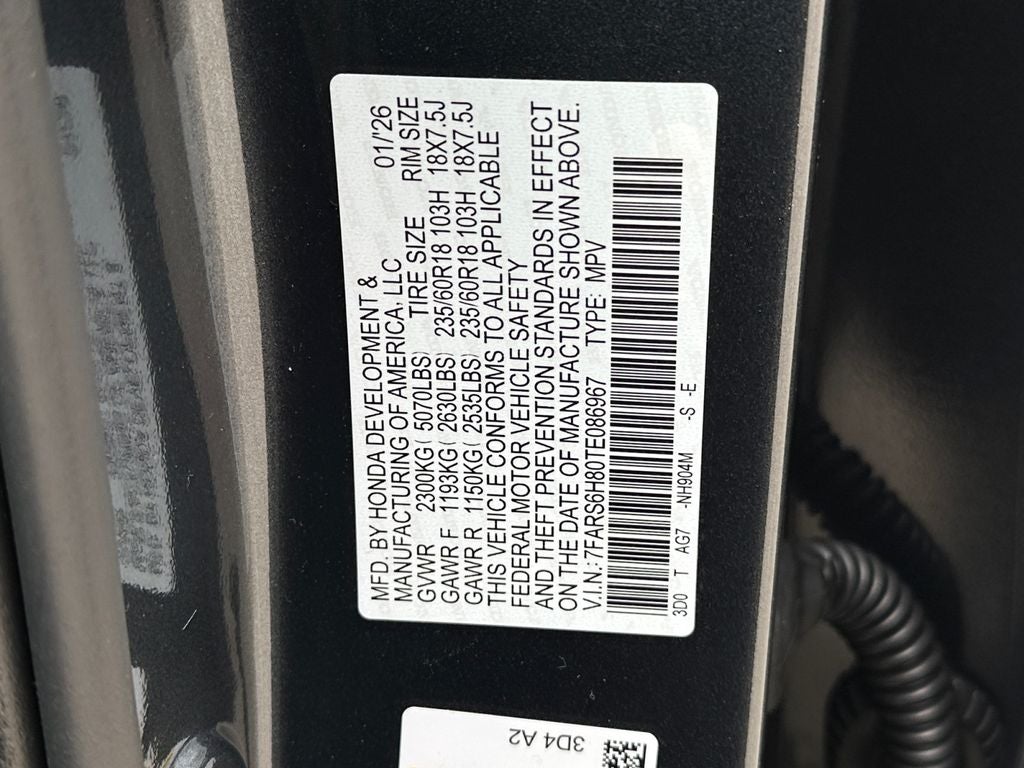 MFD. BY HONDA DEVELOPMENT &
MANUFACTURING OF AMERICA, LLC 01/'26
GVWR 2300KG ( 5070LBS) TIRE SIZE RIM SIZE
GAWR F 1193KG ( 2630LBS) 235/60R18 103H 18X7.5J
GAWR R 1150KG ( 2535LBS) 235/60R18 103H 18X7.5J
THIS VEHICLE CONFORMS TO ALL APPLICABLE
FEDERAL MOTOR VEHICLE SAFETY
AND THEFT PREVENTION STANDARDS IN EFFECT
ON THE DATE OF MANUFACTURE SHOWN ABOVE.
V.I.N.:7FARS6H80TE086967 TYPE: MPV
3D0 T AG7 -NH904M -S -E
3D4 A2